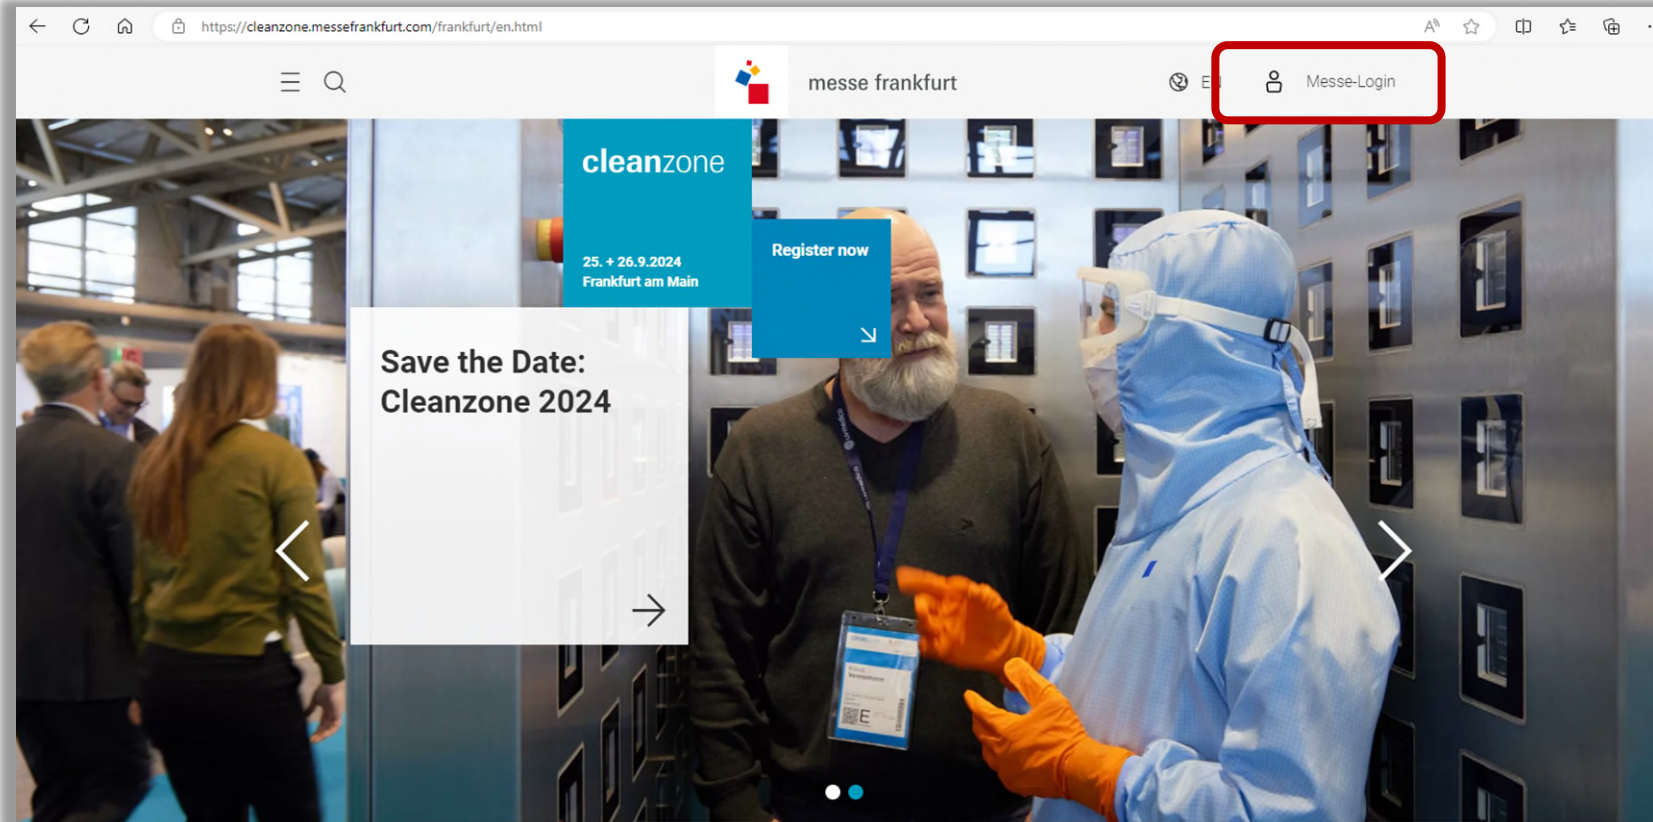 https://cleanzone.messefrankfurt.com/frankfurt/en.html
messe frankfurt
Messe-Login
cleanzone
25. + 26.9.2024
Frankfurt am Main
Register now
Save the Date:
Cleanzone 2024
E